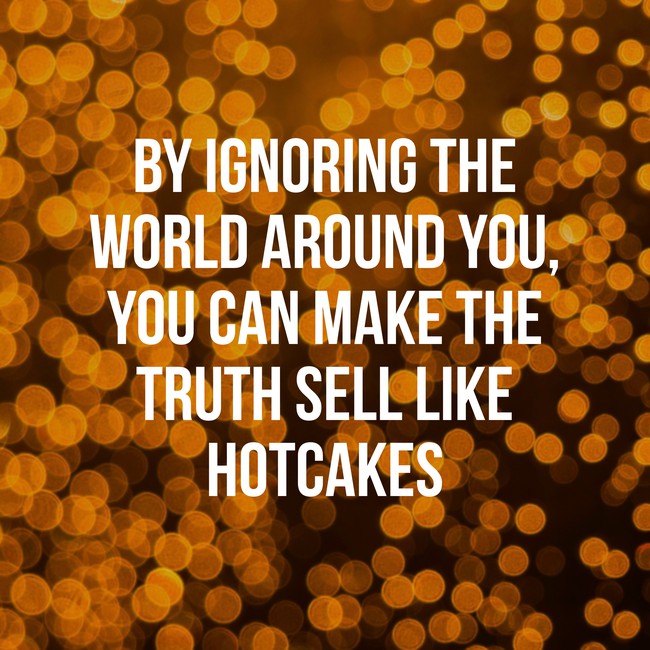 BY IGNORING THE
WORLD AROUND YOU,
YOU CAN MAKE THE
TRUTH SELL LIKE
HOTCAKES